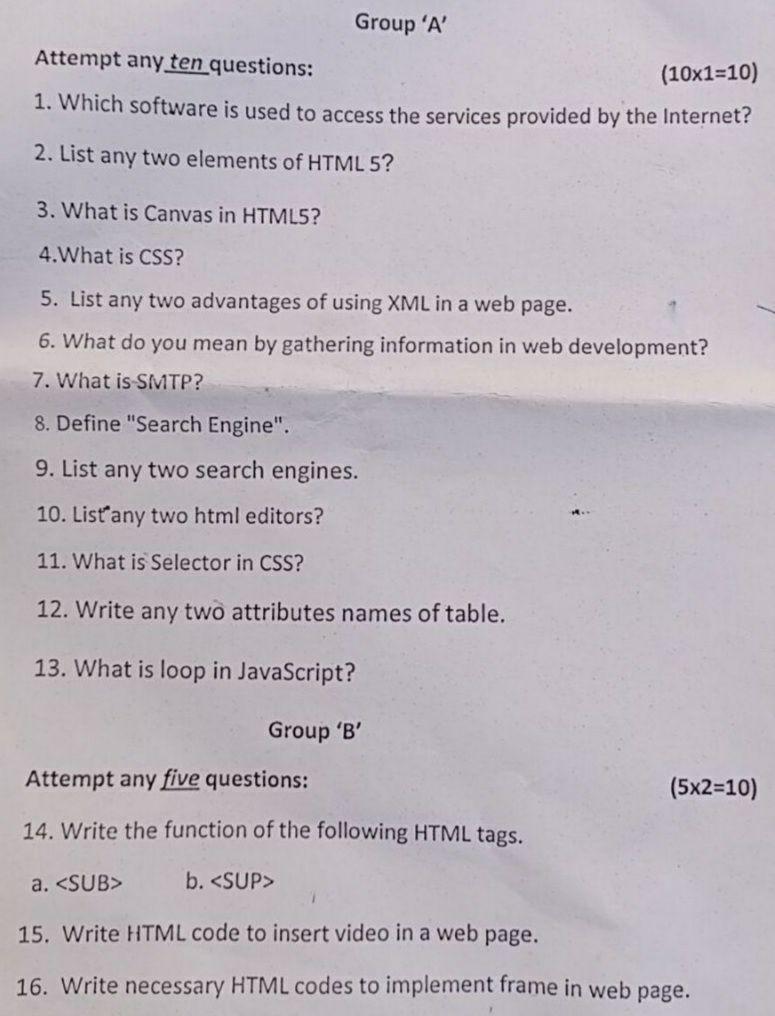 Group ‘A’
Attempt any ten questions: (10x1=10)
1. Which software is used to access the services provided by the Internet?
2. List any two elements of HTML 5?
3. What is Canvas in HTML5?
4.What is CSS?
5. List any two advantages of using XML in a web page.
6. What do you mean by gathering information in web development?
7. What is SMTP?
8. Define "Search Engine".
9. List any two search engines.
10. List any two html editors?
11. What is Selector in CSS?
12. Write any two attributes names of table.
13. What is loop in JavaScript?
Group ‘B’
Attempt any five questions: (5x2=10)
14. Write the function of the following HTML tags.
a. <SUB> b. <SUP>
15. Write HTML code to insert video in a web page.
16. Write necessary HTML codes to implement frame in web page.